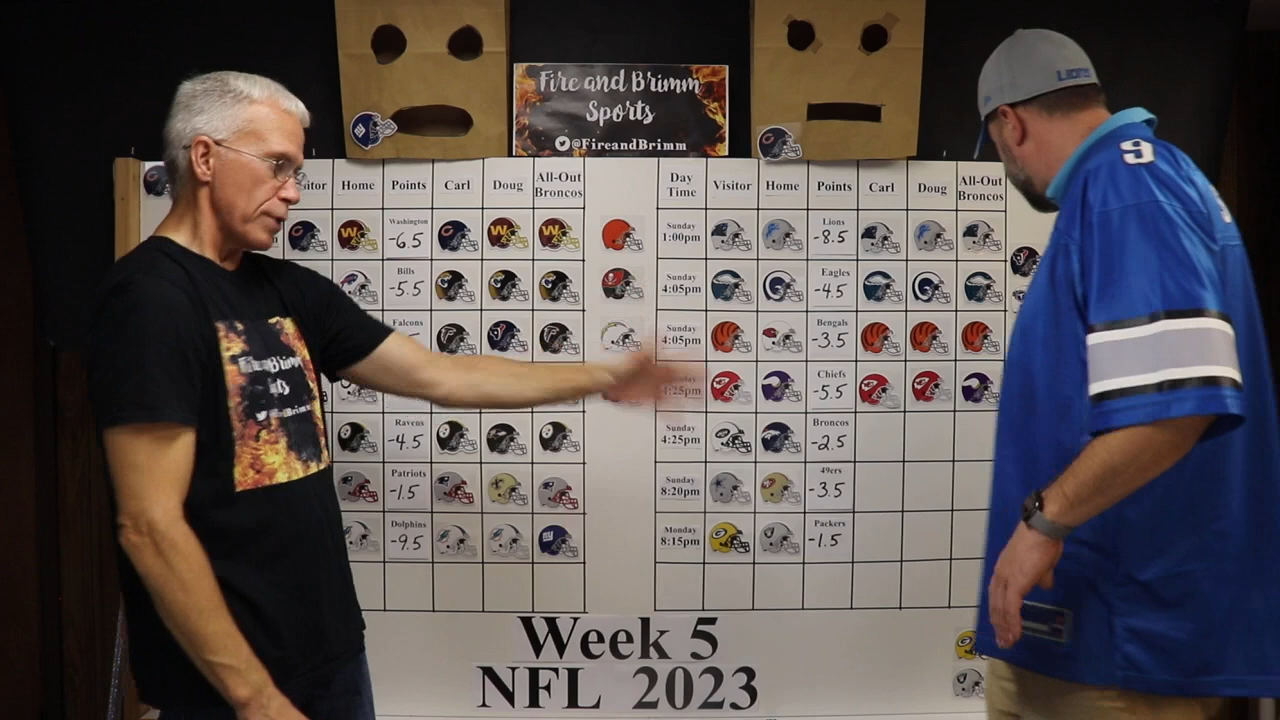 Fire and Brimm
Sports
@FireandBrimm
Home Points Carl Doug All-Out
Broncos
Washington
-6.5
Bills
-5.5
Falcons
Ravens
-4.5
Patriots
-1.5
Dolphins
-9.5
Day
Time Visitor Home Points Carl Doug All-Out
Broncos
Sunday
1:00pm
Lions
-8.5
Sunday
4:05pm
Eagles
-4.5
Sunday
4:05pm
Bengals
-3.5
4:25pm
Chiefs
-5.5
Sunday
4:25pm
Broncos
-2.5
Sunday
8:20pm
49ers
-3.5
Monday
8:15pm
Packers
-1.5
Week 5
NFL 2023
LIONS
9